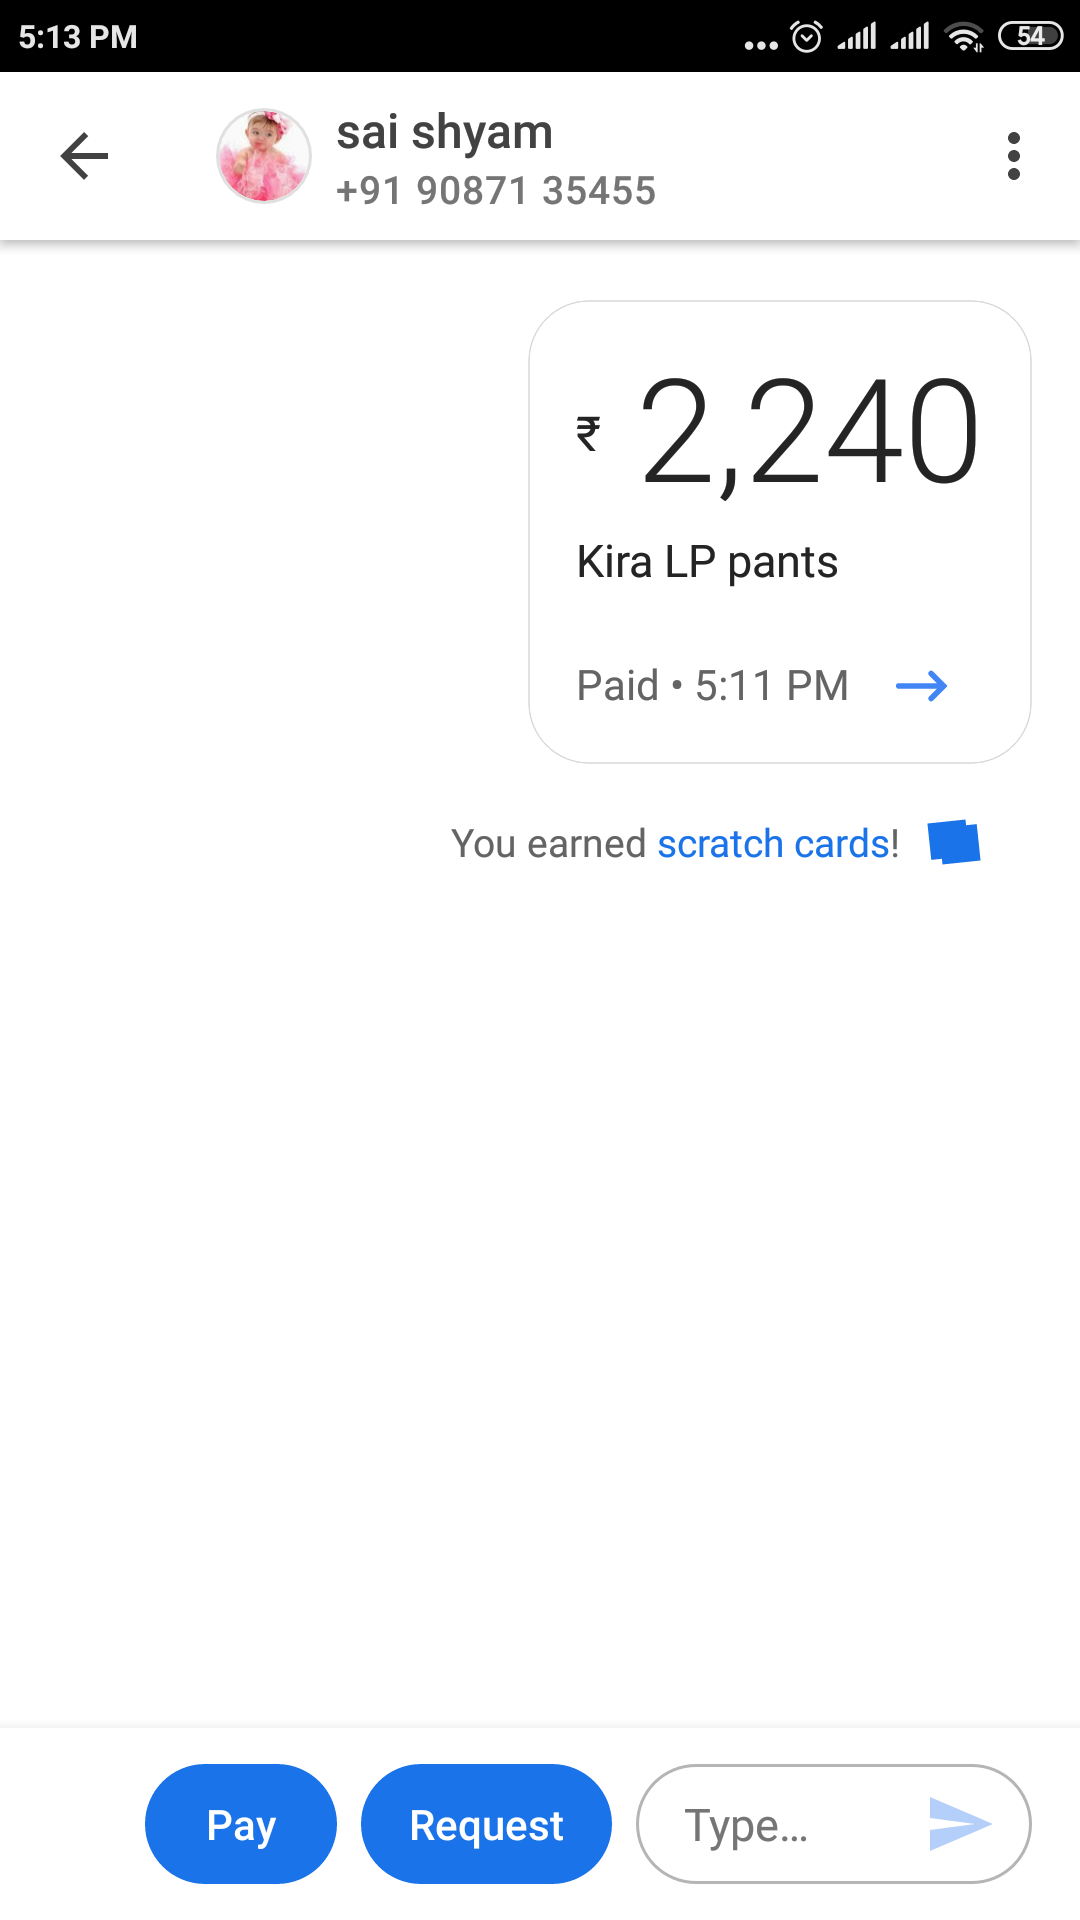 5:13 PM
54
sai shyam
+91 90871 35455
₹ 2,240
Kira LP pants
Paid • 5:11 PM
You earned scratch cards!
Pay
Request
Type...